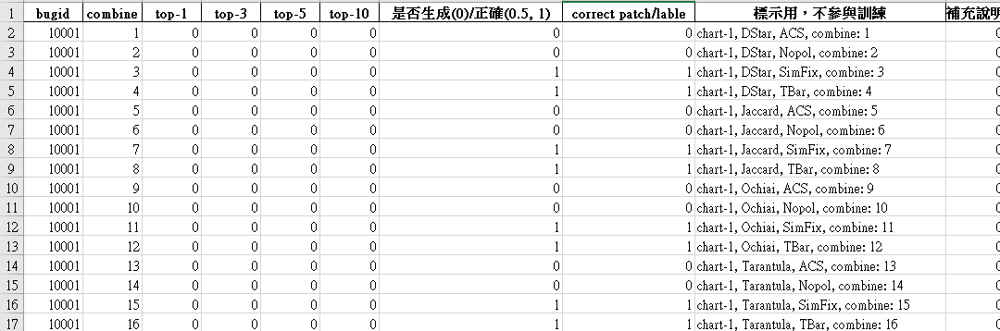 bugid combine top-1 top-3 top-5 top-10 是否生成(0)/正確(0.5, 1) correct patch/lable 標示用，不參與訓練 補充說明
1
2 10001 1 0 0 0 0 0 0 chart-1, DStar, ACS, combine: 1 0
3 10001 2 0 0 0 0 0 0 chart-1, DStar, Nopol, combine: 2 0
4 10001 3 0 0 0 0 1 1 chart-1, DStar, SimFix, combine: 3 0
5 10001 4 0 0 0 0 1 1 chart-1, DStar, TBar, combine: 4 0
6 10001 5 0 0 0 0 0 0 chart-1, Jaccard, ACS, combine: 5 0
7 10001 6 0 0 0 0 0 0 chart-1, Jaccard, Nopol, combine: 6 0
8 10001 7 0 0 0 0 1 1 chart-1, Jaccard, SimFix, combine: 7 0
9 10001 8 0 0 0 0 1 1 chart-1, Jaccard, TBar, combine: 8 0
10 10001 9 0 0 0 0 0 0 chart-1, Ochiai, ACS, combine: 9 0
11 10001 10 0 0 0 0 0 0 chart-1, Ochiai, Nopol, combine: 10 0
12 10001 11 0 0 0 0 1 1 chart-1, Ochiai, SimFix, combine: 11 0
13 10001 12 0 0 0 0 1 1 chart-1, Ochiai, TBar, combine: 12 0
14 10001 13 0 0 0 0 0 0 chart-1, Tarantula, ACS, combine: 13 0
15 10001 14 0 0 0 0 0 0 chart-1, Tarantula, Nopol, combine: 14 0
16 10001 15 0 0 0 0 1 1 chart-1, Tarantula, SimFix, combine: 15 0
17 10001 16 0 0 0 0 1 1 chart-1, Tarantula, TBar, combine: 16 0